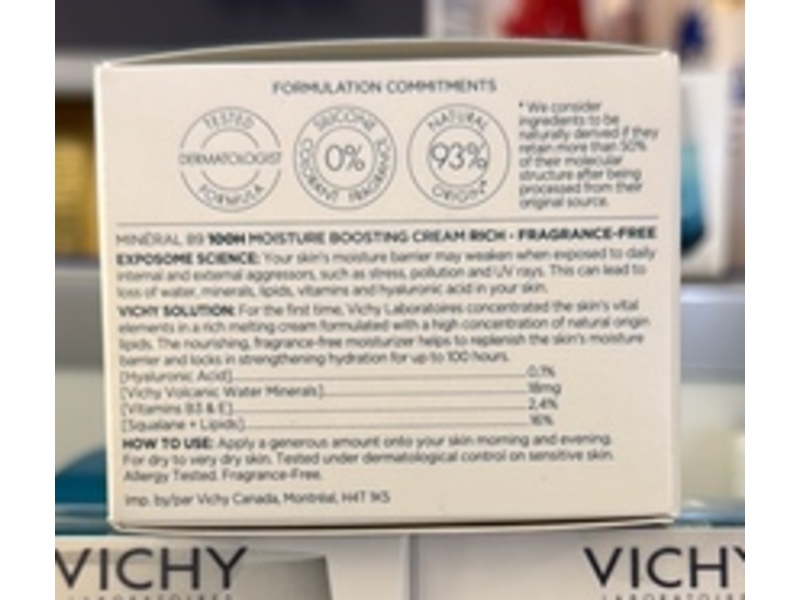 FORMULATION COMMITMENTS
TESTED
DERMATOLOGIST
FORMULA
SILICONE
0%
COLORANT FRAGRANCE
NATURAL
93%
ORIGIN*
* We consider
ingredients to be
naturally derived if they
retain more than 50%
of their molecular
structure after being
processed from their
original source.
MINÉRAL 89 100H MOISTURE BOOSTING CREAM RICH - FRAGRANCE-FREE
EXPOSOME SCIENCE: Your skin's moisture barrier may weaken when exposed to daily
internal and external aggressors, such as stress, pollution and UV rays. This can lead to
loss of water, minerals, lipids, vitamins and hyaluronic acid in your skin.
VICHY SOLUTION: For the first time, Vichy Laboratoires concentrated the skin's vital
elements in a rich melting cream formulated with a high concentration of natural origin
lipids. The nourishing, fragrance-free moisturizer helps to replenish the skin's moisture
barrier and locks in strengthening hydration for up to 100 hours.
[Hyaluronic Acid] 0,1%
[Vichy Volcanic Water Minerals] 18mg
[Vitamins B3 & E] 2,4%
[Squalane + Lipids] 16%
HOW TO USE: Apply a generous amount onto your skin morning and evening.
For dry to very dry skin. Tested under dermatological control on sensitive skin.
Allergy Tested. Fragrance-Free.
Imp. by/par Vichy Canada, Montréal, H4T 1K5
VICHY
LABORATOIRES
VICHY
LABORATOIRES